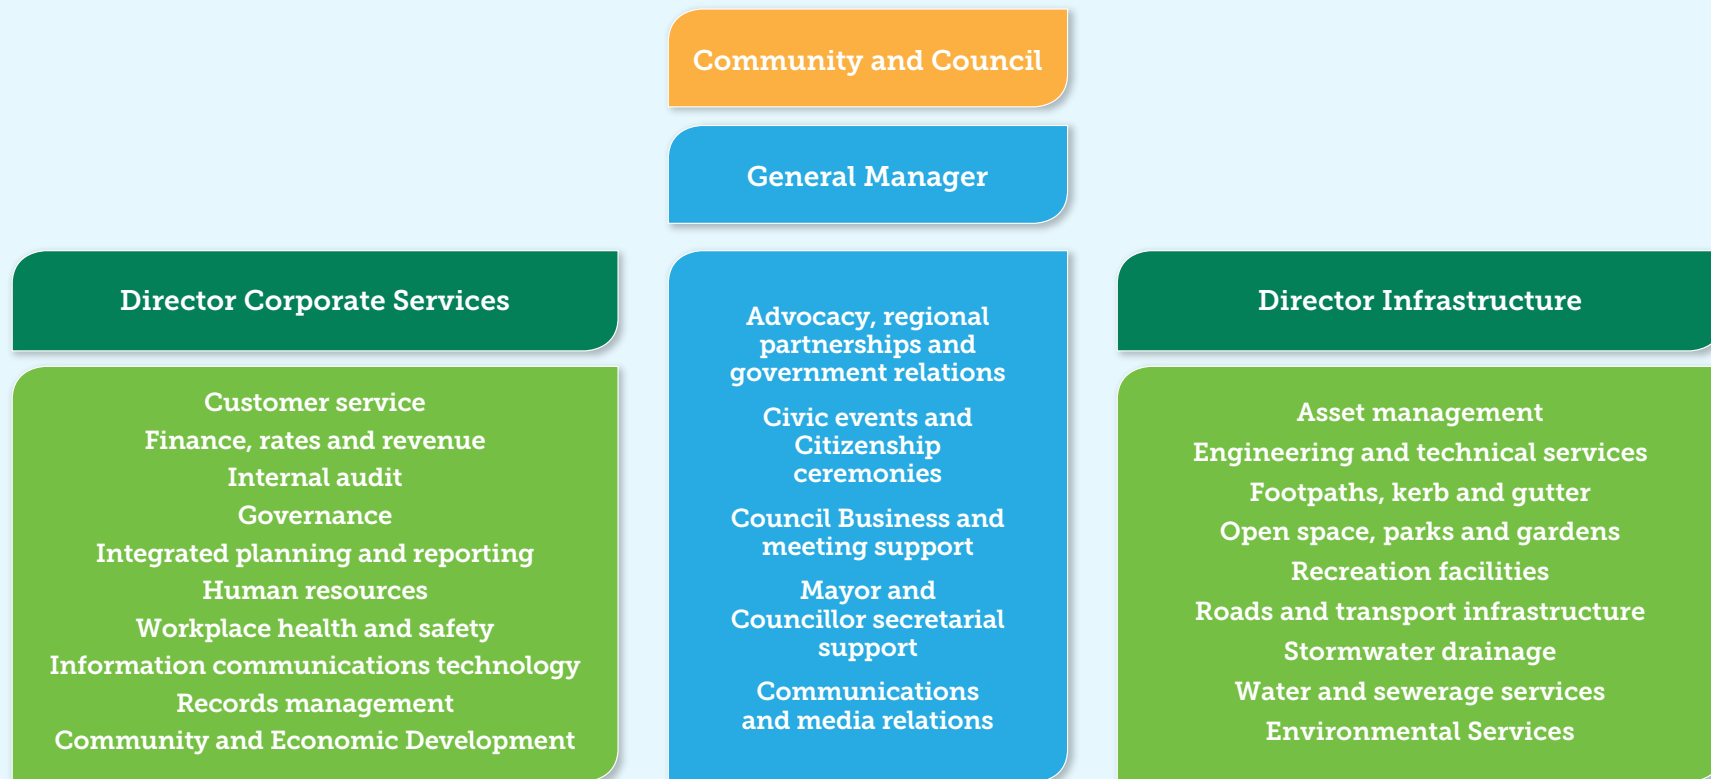 Community and Council
General Manager
Director Corporate Services
Customer service
Finance, rates and revenue
Internal audit
Governance
Integrated planning and reporting
Human resources
Workplace health and safety
Information communications technology
Records management
Community and Economic Development
Advocacy, regional
partnerships and
government relations
Civic events and
Citizenship
ceremonies
Council Business and
meeting support
Mayor and
Councillor secretarial
support
Communications
and media relations
Director Infrastructure
Asset management
Engineering and technical services
Footpaths, kerb and gutter
Open space, parks and gardens
Recreation facilities
Roads and transport infrastructure
Stormwater drainage
Water and sewerage services
Environmental Services